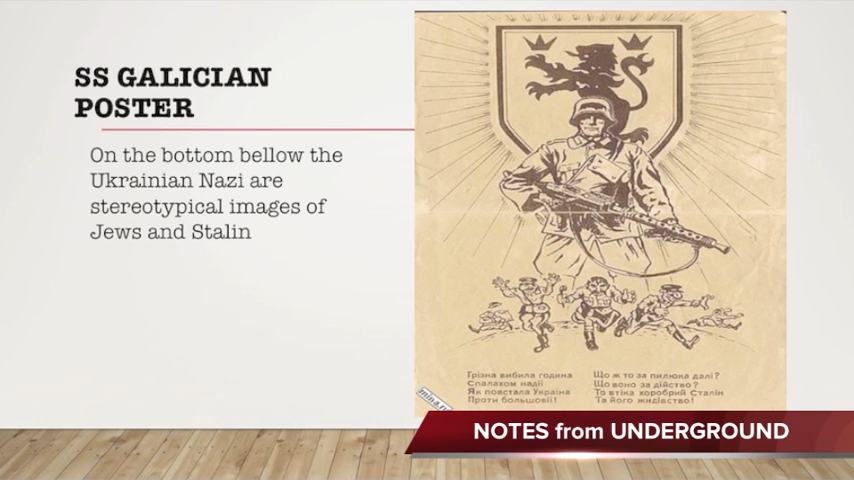 SS GALICIAN
POSTER
On the bottom bellow the
Ukrainian Nazi are
stereotypical images of
Jews and Stalin
Грізна вибила година
Спалахом надії
Як повстала Україна
Проти большовії!
Що ж то за пилюка далі?
Що воно за дійство?
То втіка хоробрий Сталін
Та його жидівство!
NOTES from UNDERGROUND